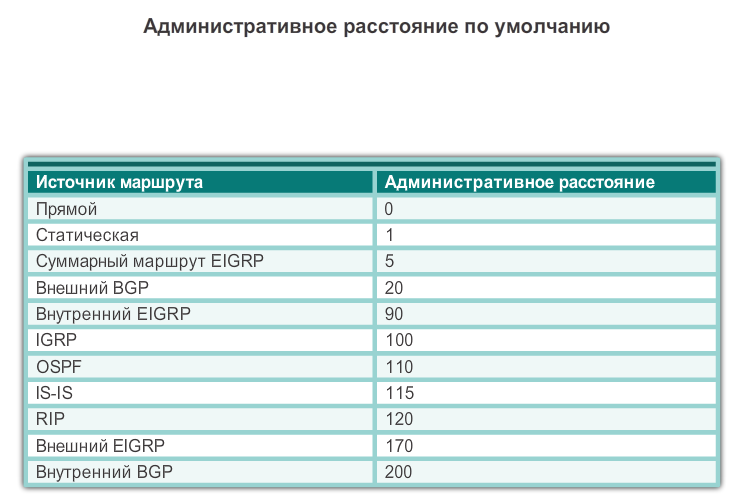 Административное расстояние по умолчанию
Источник маршрута Административное расстояние
Прямой 0
Статическая 1
Суммарный маршрут EIGRP 5
Внешний BGP 20
Внутренний EIGRP 90
IGRP 100
OSPF 110
IS-IS 115
RIP 120
Внешний EIGRP 170
Внутренний BGP 200